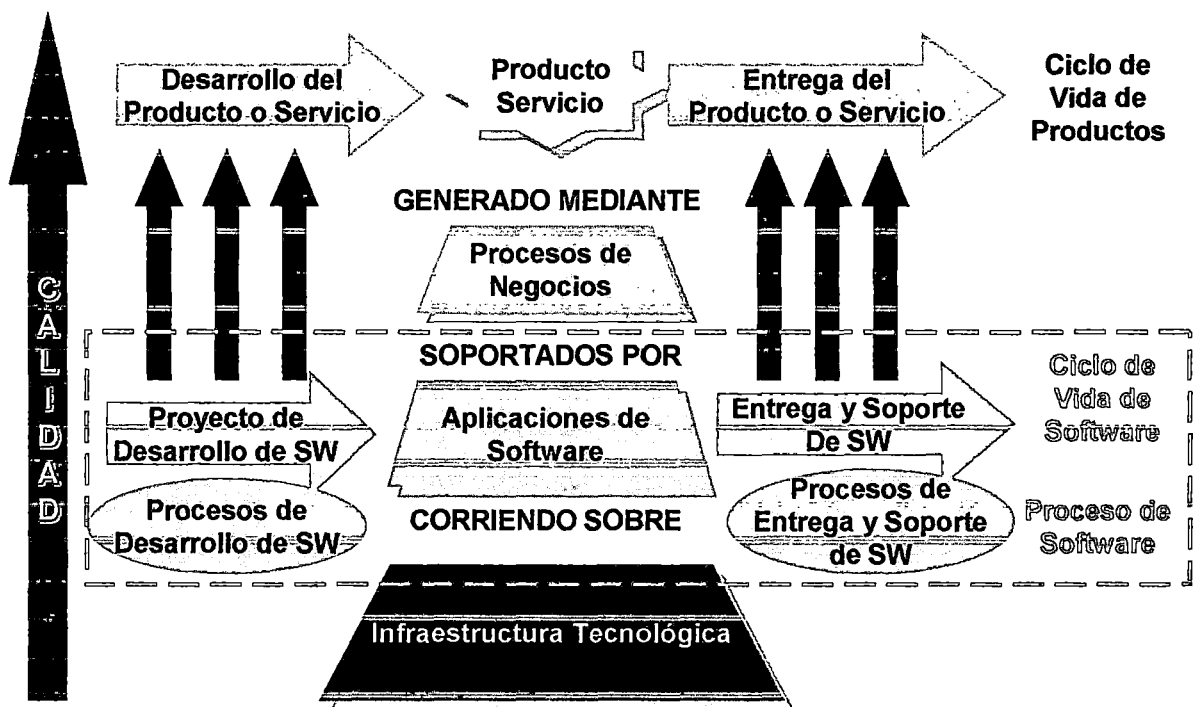 Desarrollo del
Producto o Servicio
Producto
Servicio
Entrega del
Producto o Servicio
Ciclo de
Vida de
Productos
GENERADO MEDIANTE
Procesos de
Negocios
CALIDAD
SOPORTADOS POR
Proyecto de
Desarrollo de SW
Aplicaciones de
Software
Entrega y Soporte
De SW
Ciclo de
Vida de
Software
Procesos de
Desarrollo de SW
CORRIENDO SOBRE
Procesos de
Entrega y Soporte
de SW
Proceso de
Software
Infraestructura Tecnológica